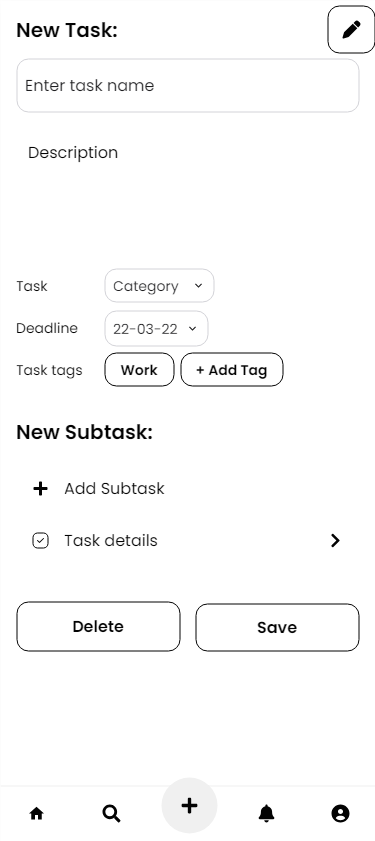 New Task:
Enter task name
Description
Task Category
Deadline 22-03-22
Task tags Work + Add Tag
New Subtask:
Add Subtask
Task details
Delete Save